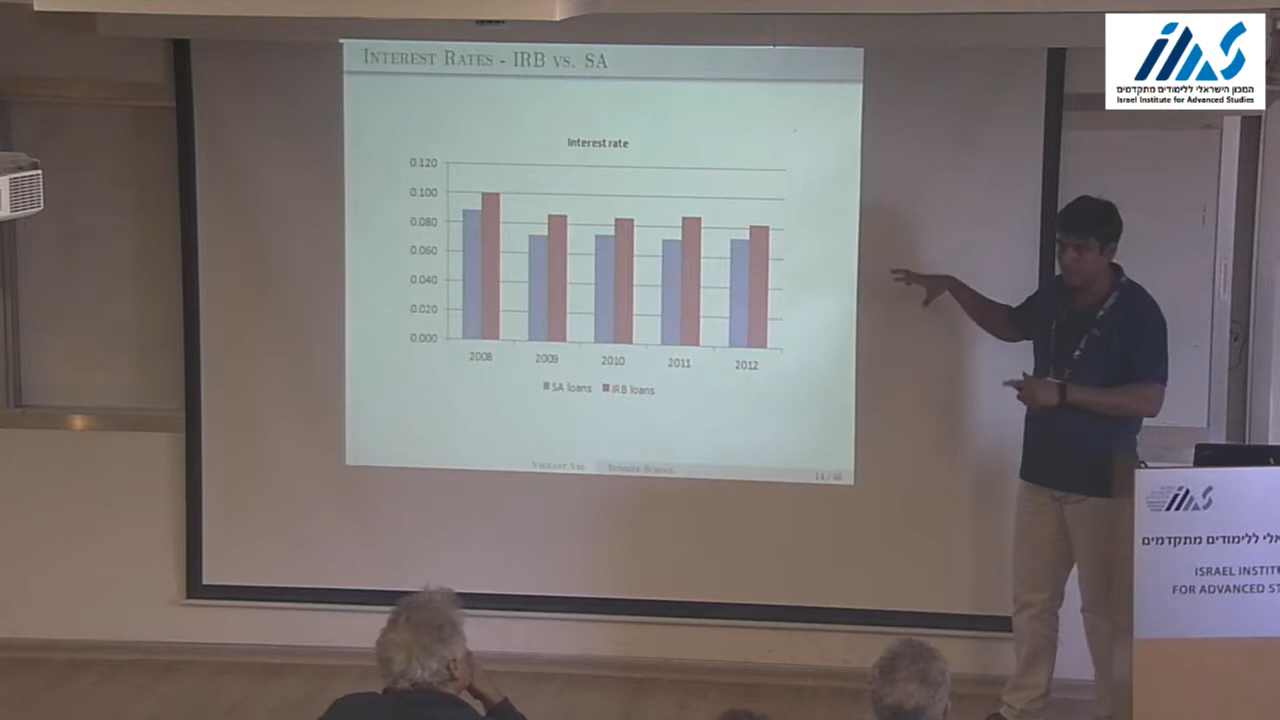 INTEREST RATES - IRB VS. SA
Interest rate
0.120
0.100
0.080
0.060
0.040
0.020
0.000
2008 2009 2010 2011 2012
SA loans IRB loans
SUMMER SCHOOL
14 /
המכון הישראלי ללימודים מתקדמים
Israel Institute for Advanced Studies
אלי ללימודים מתקדמים
ISRAEL INSTIT
FOR ADVANCED ST